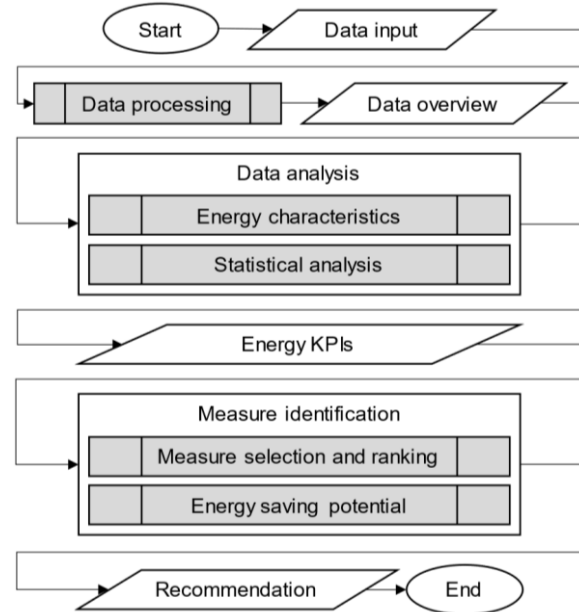 Start
Data input
Data processing
Data overview
Data analysis
Energy characteristics
Statistical analysis
Energy KPIs
Measure identification
Measure selection and ranking
Energy saving potential
Recommendation
End